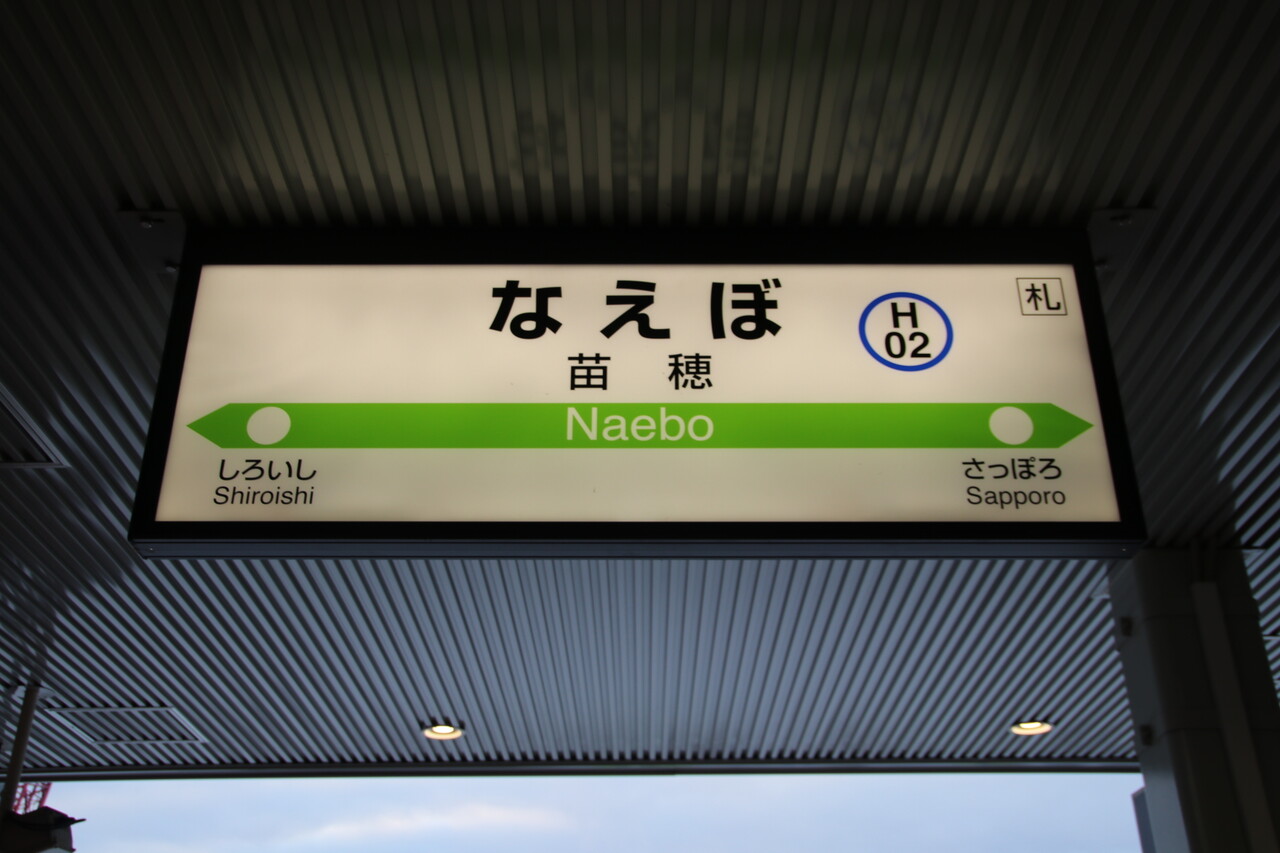 なえぼ
苗穂
H
02
札
Naebo
しろいし
Shiroishi
さっぽろ
Sapporo